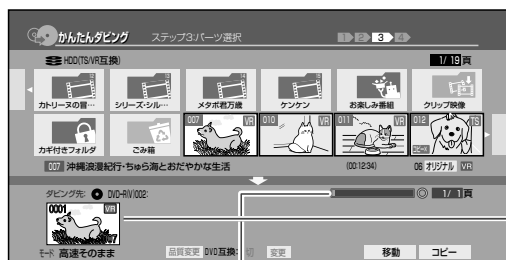 かんたんダビング ステップ3:パーツ選択 1 2 3 4
HDD(TS/VR互換) 1/ 19頁
カトリーヌの冒… シリーズ・シル… メタボ君万歳 ケンケン お楽しみ番組 クリップ映像
007 VR 010 VR 011 VR 012 TS
カギ付きフォルダ ごみ箱
007 沖縄浪漫紀行・ちゅら海とおだやかな生活 (00:12:34) 06 オリジナル VR
ダビング先: DVD-R(V)002: 1/ 1頁
0001 VR
007
モード 高速そのまま 品質変更 DVD互換: 切 変更 移動 コピー